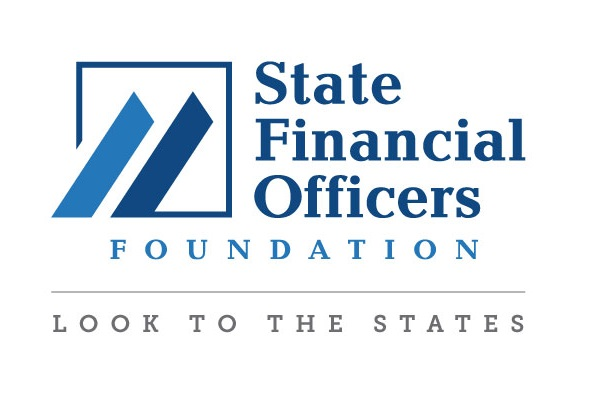 State
Financial
Officers
FOUNDATION
LOOK TO THE STATES